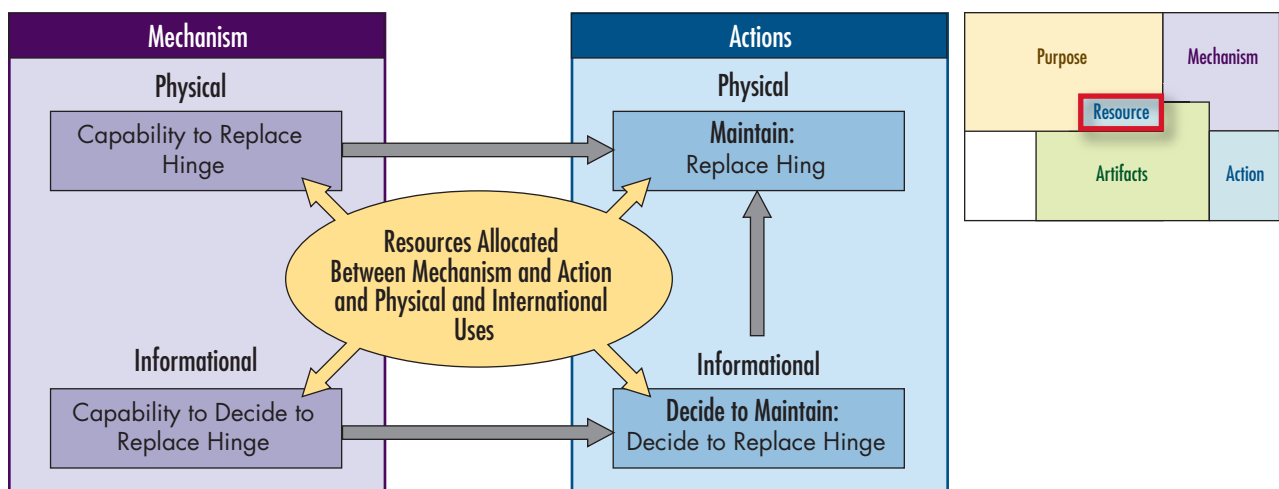 Mechanism
Physical
Capability to Replace
Hinge
Informational
Capability to Decide to
Replace Hinge
Resources Allocated
Between Mechanism and Action
and Physical and International
Uses
Actions
Physical
Maintain:
Replace Hing
Informational
Decide to Maintain:
Decide to Replace Hinge
Purpose
Mechanism
Resource
Artifacts
Action